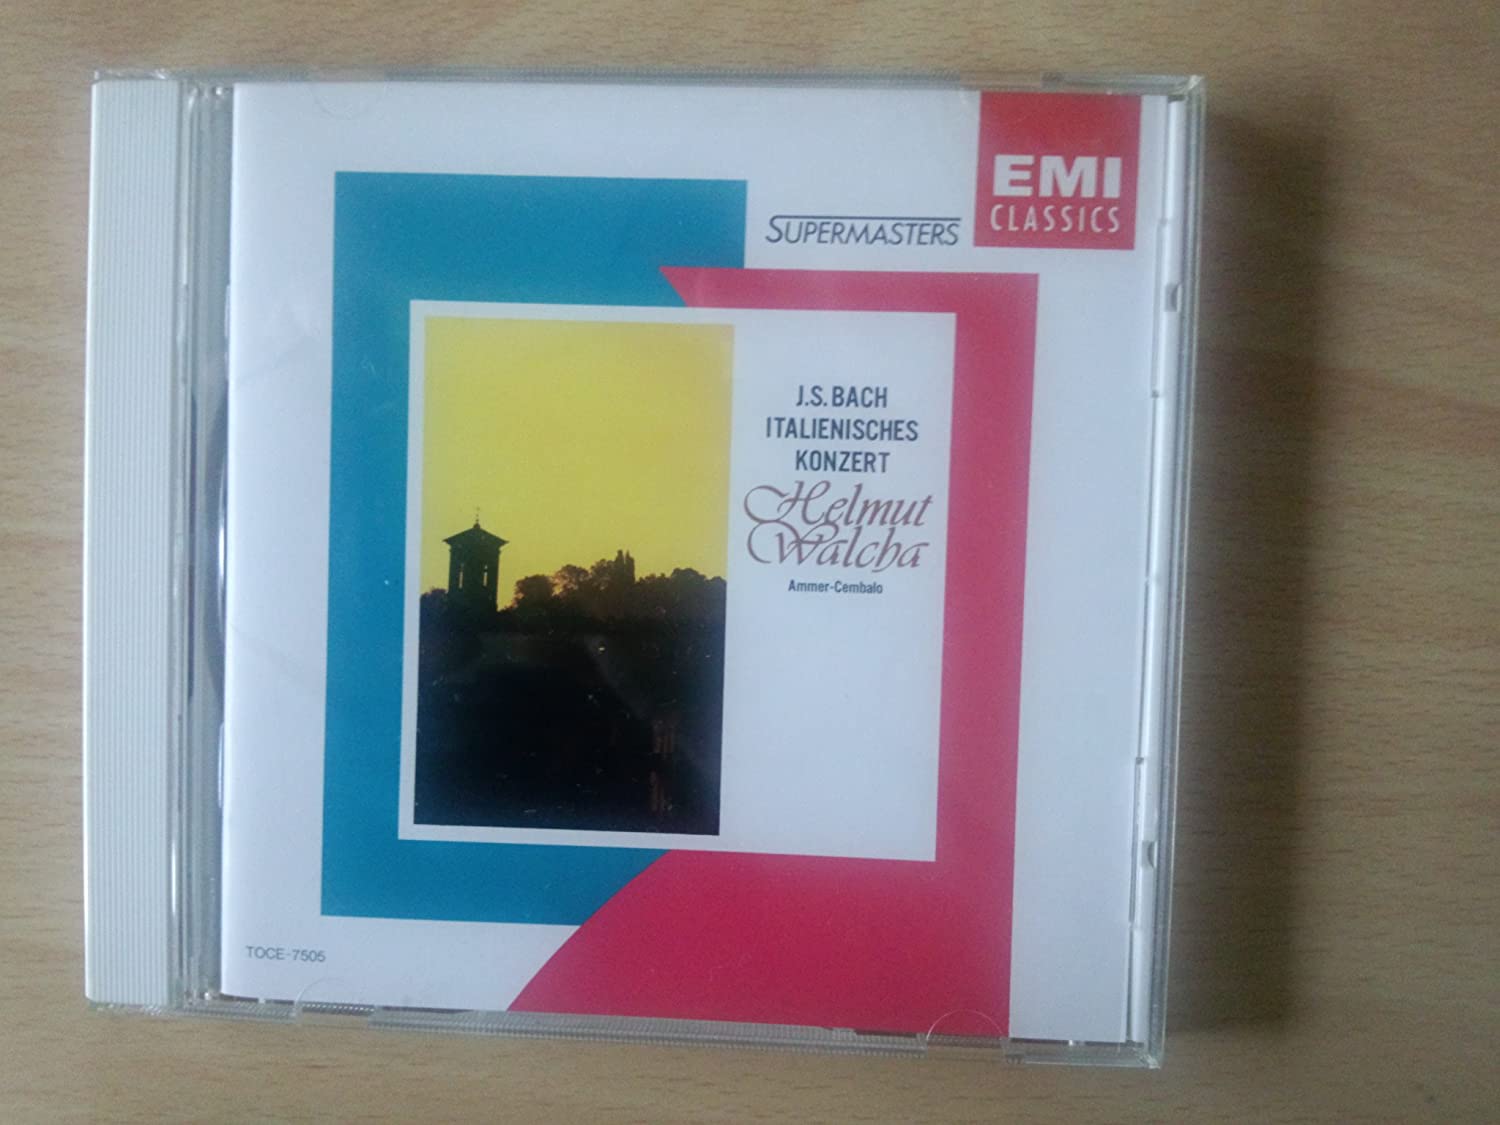 EMI
CLASSICS
SUPERMASTERS
J.S. BACH
ITALIENISCHES
KONZERT
Helmut
Walcha
Ammer-Cembalo
TOCE-7505